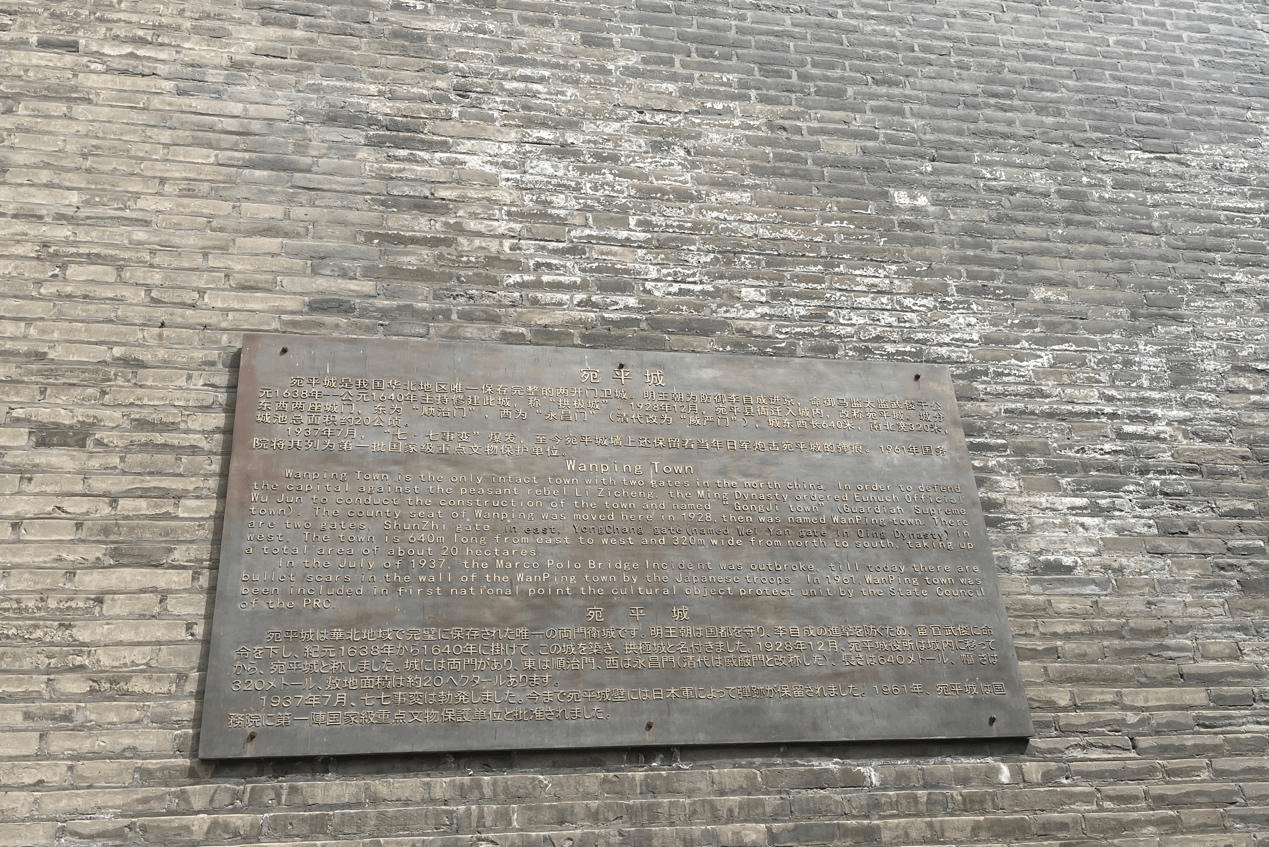 宛平城
宛平城是我国华北地区唯一保存完整的两开门卫城。明王朝为防御李自成进京，命御马监太监武俊于公
元1638年--公元1640年主持修建此城，称“拱极城”。1928年12月，宛平县衙迁入城内，改称宛平城。城分
东西两座城门，东为“顺治门”，西为“永昌门”（清代改为“威严门”），城东西长640米，南北宽320米，
城池总面积约20公顷。
1937年7月，“七·七事变”爆发，至今宛平城墙上还保留着当年日军炮击宛平城的弹痕。1961年国务
院将其列为第一批国家级重点文物保护单位。
Wanping Town
Wanping Town is the only intact town with two gates in the north china. In order to defend
the capital against the peasant rebel Li Zicheng, the Ming Dynasty ordered Eunuch Official
Wu Jun to conduct the construction of the town and named “GongJi town” (Guardian Supreme
town). The county seat of Wanping was moved here in 1928, then was named WanPing town. There
are two gates, ShunZhi gate in east, YongChang gate(named Wei Yan gate in Qing Dynasty) in
west. The town is 640m long from east to west and 320m wide from north to south, taking up
a total area of about 20 hectares.
In the July of 1937, the Marco Polo Bridge Incident was outbroke, till today there are
bullet scars in the wall of the WanPing town by the Japanese troops. In 1961, WanPing town was
been included in first national point the cultural object protect unit by the State Council
of the PRC.
宛平城
宛平城は華北地域で完璧に保存された唯一の両門衛城です。明王朝は国都を守り、李自成の進撃を防ぐため、臣官武俊に命
令を下し、紀元1638年から1640年に掛けて、この城を築き、拱極城と名付きました。1928年12月、宛平城役所は城内に移って
から、宛平城と称しました。城には両門があり、東は順治門、西は永昌門(清代は威厳門と改称した)、長さは640メートル、幅さは
320メトル、敷地面積は約20ヘクタールあります。
1937年7月、七七事変は勃発しました。今まで宛平城壁には日本軍によって弾跡が保留されました。1961年、宛平城は国
務院に第一陣国家級重点文物保護単位と批准されました。